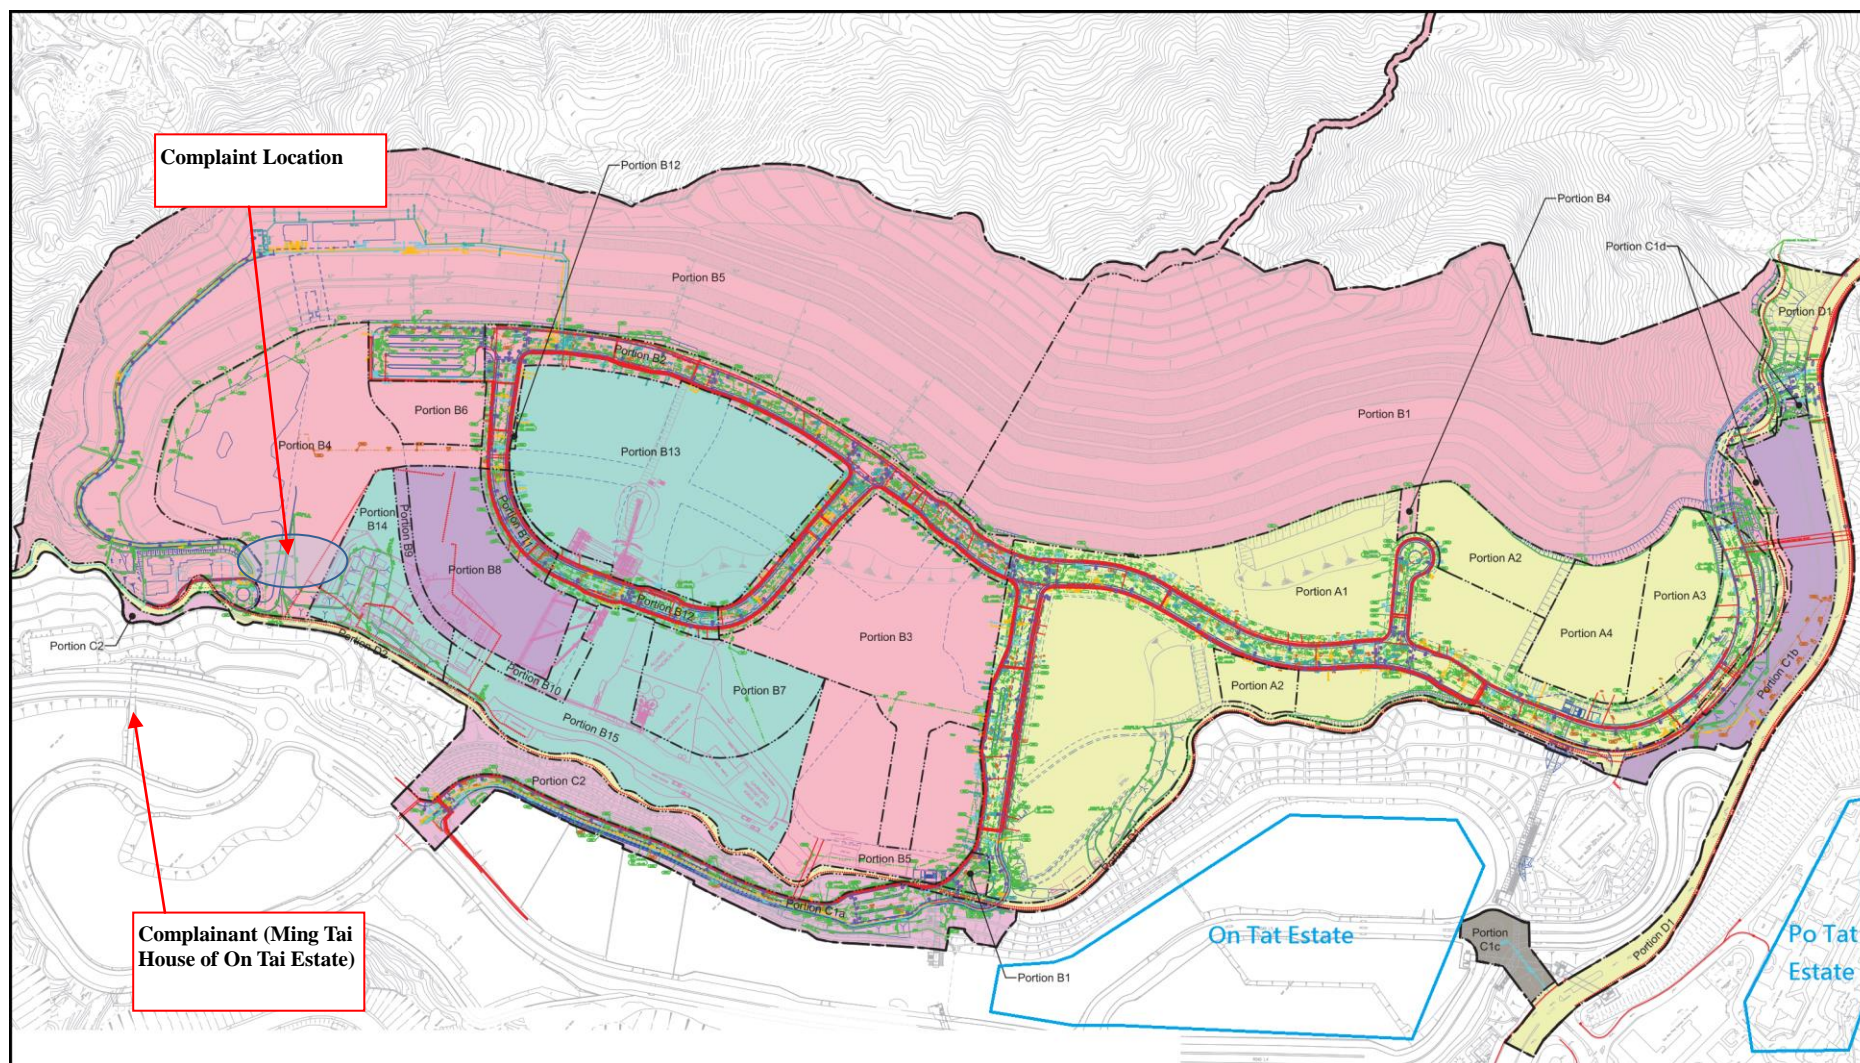 Complaint Location
Portion B12
Portion B4
Portion C1d
Portion B5
Portion D1
Portion B2
Portion B6
Portion B1
Portion B4
Portion B13
Portion
B14
Portion B9
Portion B8
Portion B11
Portion A2
Portion A1
Portion A3
Portion B12
Portion B3
Portion A4
Portion C2
Portion D2
Portion C1b
Portion B10
Portion B7
Portion A2
Portion B15
Portion C2
Portion B5
Portion C1a
Complainant (Ming Tai
House of On Tai Estate)
On Tat Estate
Portion
C1c
Portion D1
Po Tat
Estate
Portion B1